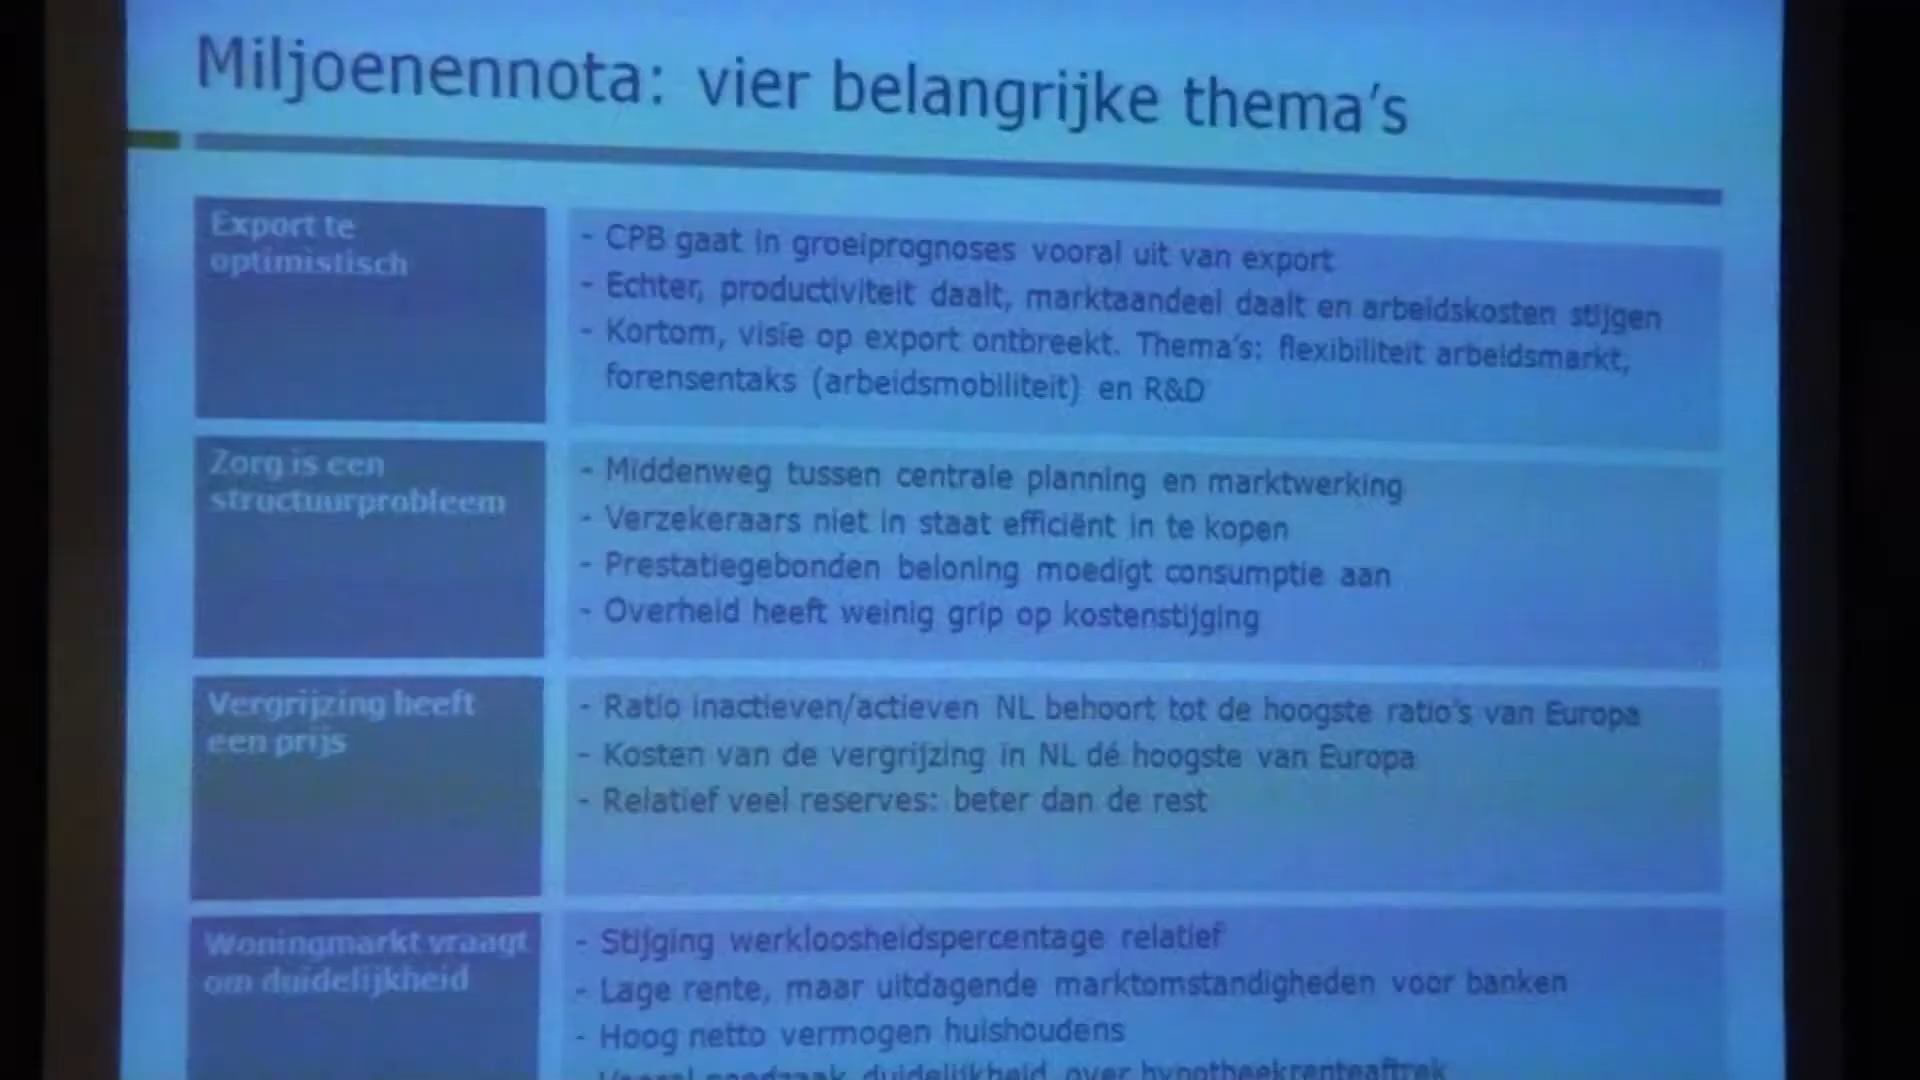 Miljoenennota: vier belangrijke thema's
Export te
optimistisch
- CPB gaat in groeiprognoses vooral uit van export
- Echter, productiviteit daalt, marktaandeel daalt en arbeidskosten stijgen
- Kortom, visie op export ontbreekt. Thema's: flexibiliteit arbeidsmarkt,
forensentaks (arbeidsmobiliteit) en R&D
Zorg is een
structuurprobleem
- Middenweg tussen centrale planning en marktwerking
- Verzekeraars niet in staat efficiënt in te kopen
- Prestatiegebonden beloning moedigt consumptie aan
- Overheid heeft weinig grip op kostenstijging
Vergrijzing heeft
een prijs
- Ratio inactieven/actieven NL behoort tot de hoogste ratio's van Europa
- Kosten van de vergrijzing in NL dé hoogste van Europa
- Relatief veel reserves: beter dan de rest
Woningmarkt vraagt
om duidelijkheid
- Stijging werkloosheidspercentage relatief
- Lage rente, maar uitdagende marktomstandigheden voor banken
- Hoog netto vermogen huishoudens
- Vooral noodzaak duidelijkheid over hypotheekrenteaftrek